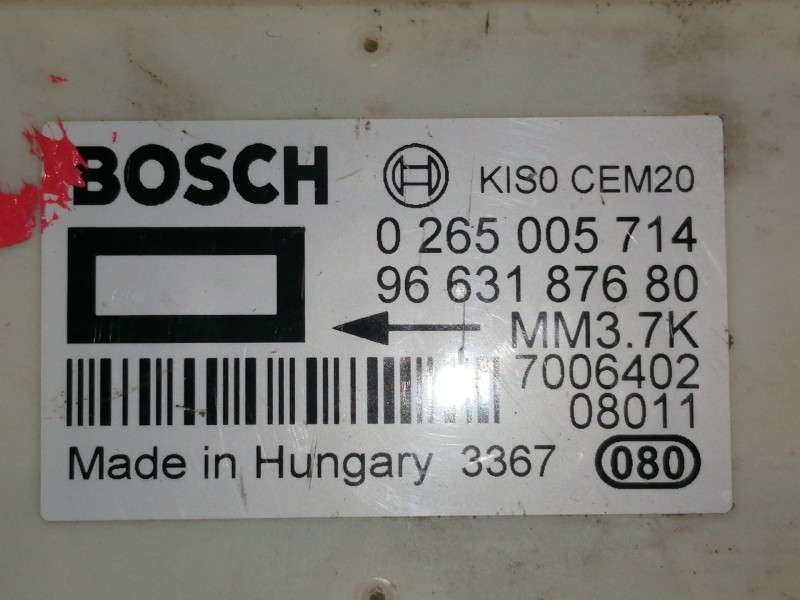 BOSCH KIS0 CEM20
0 265 005 714
96 631 876 80
MM3.7K
7006402
08011
Made in Hungary 3367 080